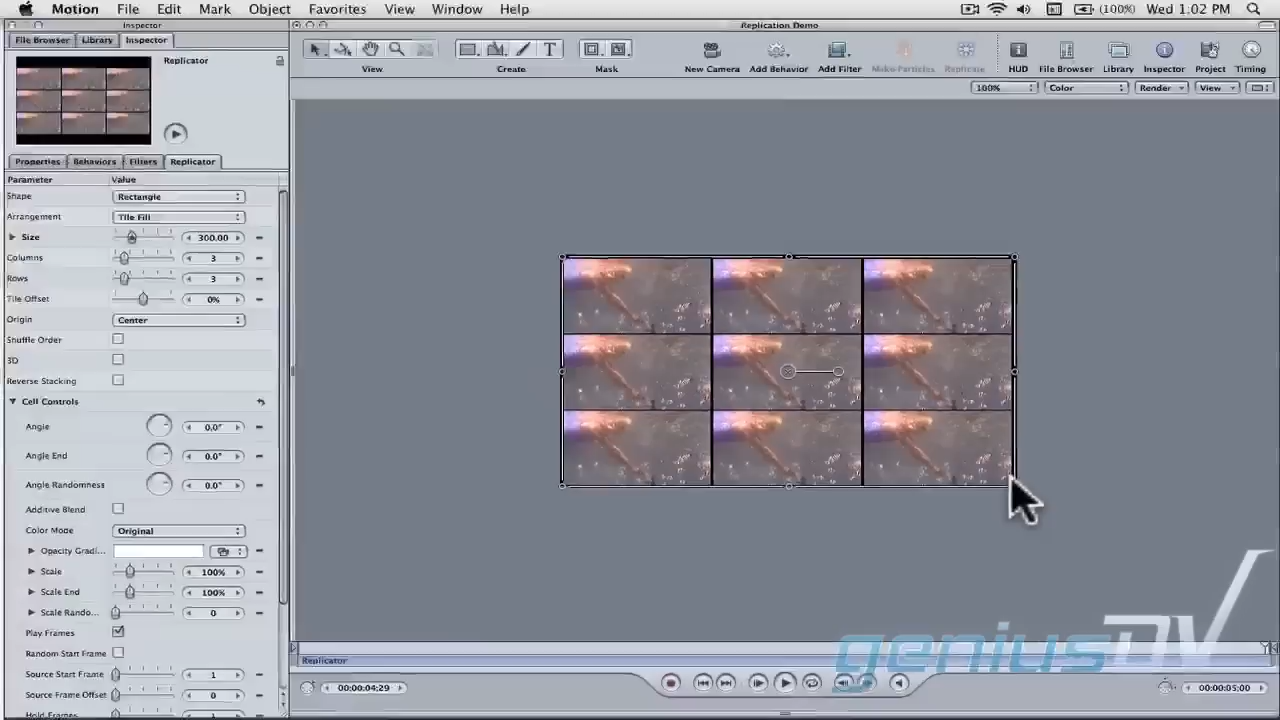 Motion File Edit Mark Object Favorites View Window Help (100%) Wed 1:02 PM
Inspector
Replication Demo
File Browser Library Inspector
Replicator
View Create Mask
New Camera Add Behavior Add Filter Make Particles Replicate HUD File Browser Library Inspector Project Timing
100% Color Render View
Properties Behaviors Filters Replicator
Parameter Value
Shape Rectangle
Arrangement Tile Fill
Size 300.00
Columns 3
Rows 3
Tile Offset 0%
Origin Center
Shuffle Order
3D
Reverse Stacking
Cell Controls
Angle 0.0°
Angle End 0.0°
Angle Randomness 0.0°
Additive Blend
Color Mode Original
Opacity Gradi...
Scale 100%
Scale End 100%
Scale Rando... 0
Play Frames
Random Start Frame
Source Start Frame 1
Source Frame Offset 0
Hold Frames 1
geniusDV
Replicator
00:00:04:29 00:00:05:00